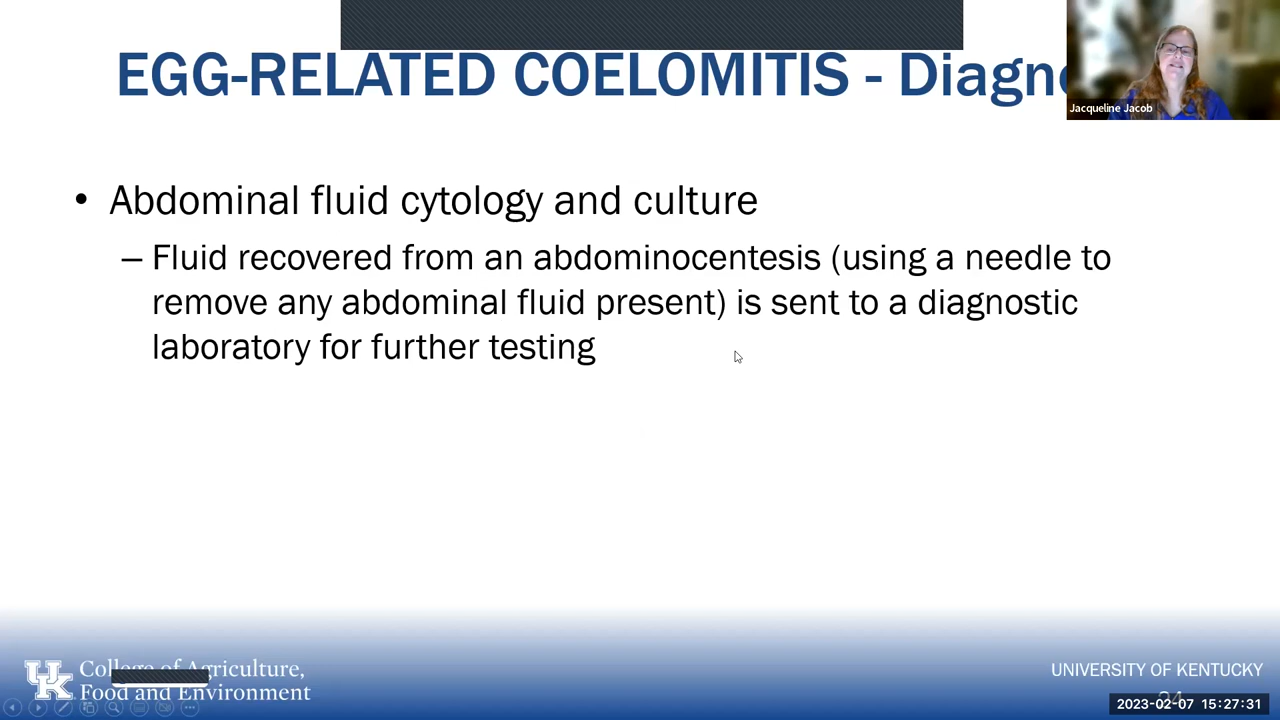 EGG-RELATED COELOMITIS - Diagno
Jacqueline Jacob
• Abdominal fluid cytology and culture
– Fluid recovered from an abdominocentesis (using a needle to
remove any abdominal fluid present) is sent to a diagnostic
laboratory for further testing
UK
College of Agriculture,
Food and Environment
UNIVERSITY OF KENTUCKY
2023-02-07 15:27:31